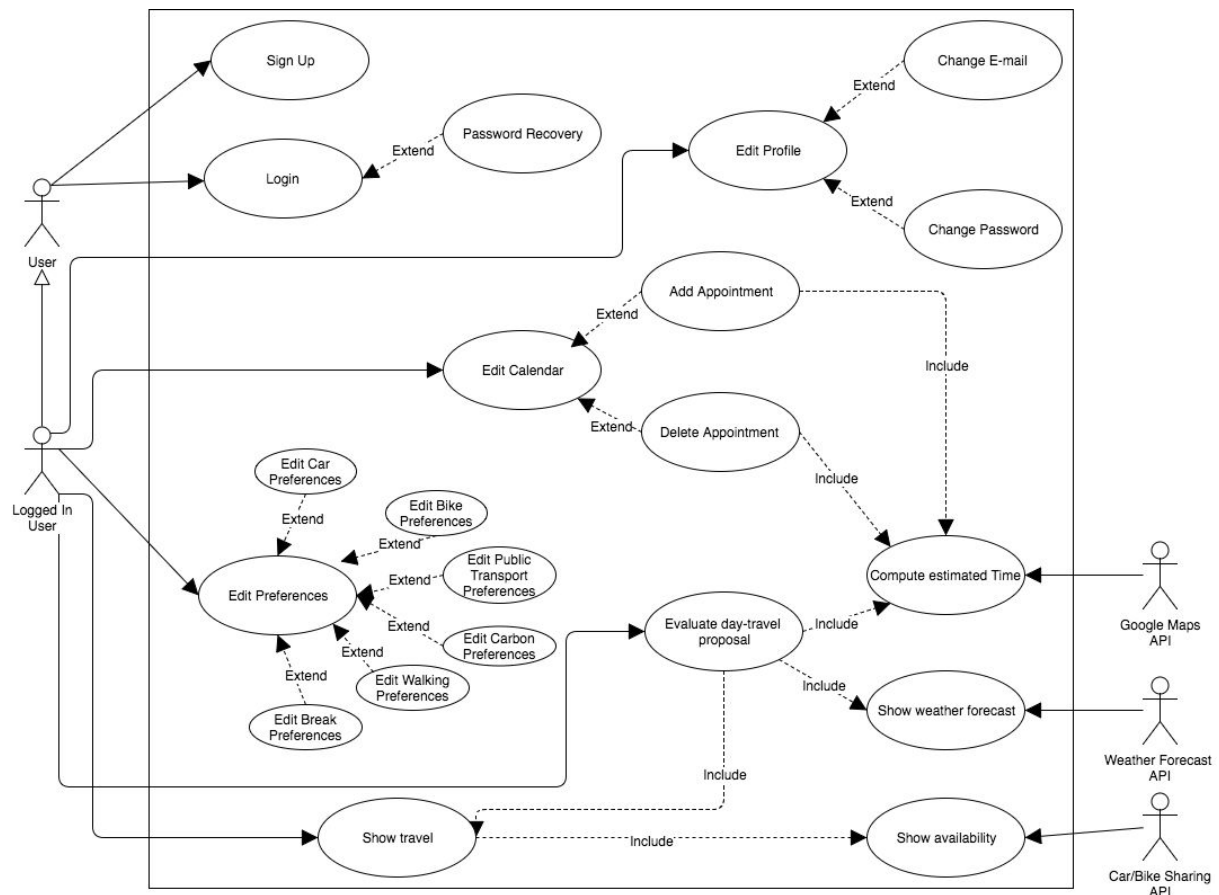 Sign Up
Change E-mail
Extend
Password Recovery
Extend
Edit Profile
Login
Extend
Change Password
User
Add Appointment
Extend
Include
Edit Calendar
Delete Appointment
Extend
Include
Logged In
User
Edit Car
Preferences
Extend
Edit Bike
Preferences
Extend
Edit Public
Transport
Preferences
Extend
Edit Preferences
Extend
Edit Carbon
Preferences
Extend
Edit Walking
Preferences
Extend
Edit Break
Preferences
Compute estimated Time
Google Maps
API
Evaluate day-travel
proposal
Include
Include
Show weather forecast
Weather Forecast
API
Include
Show travel
Include
Show availability
Car/Bike Sharing
API